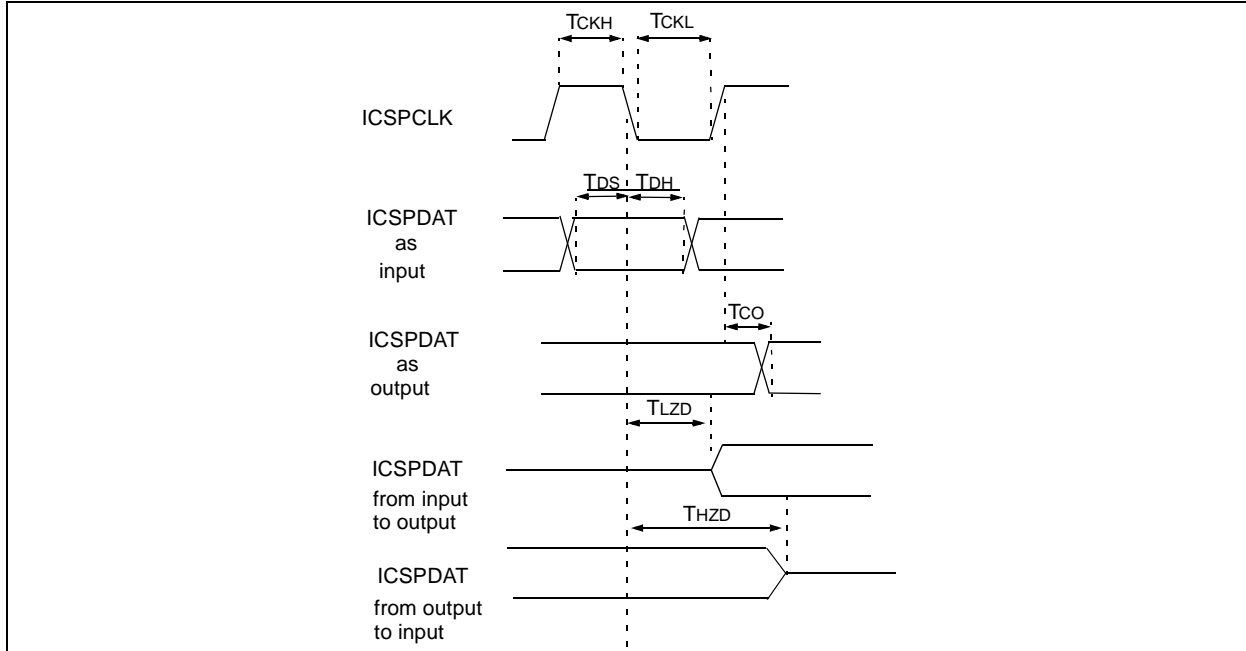 TCKH TCKL
ICSPCLK
TDS TDH
ICSPDAT
as
input
TCO
ICSPDAT
as
output
TLZD
ICSPDAT
from input
to output
THZD
ICSPDAT
from output
to input